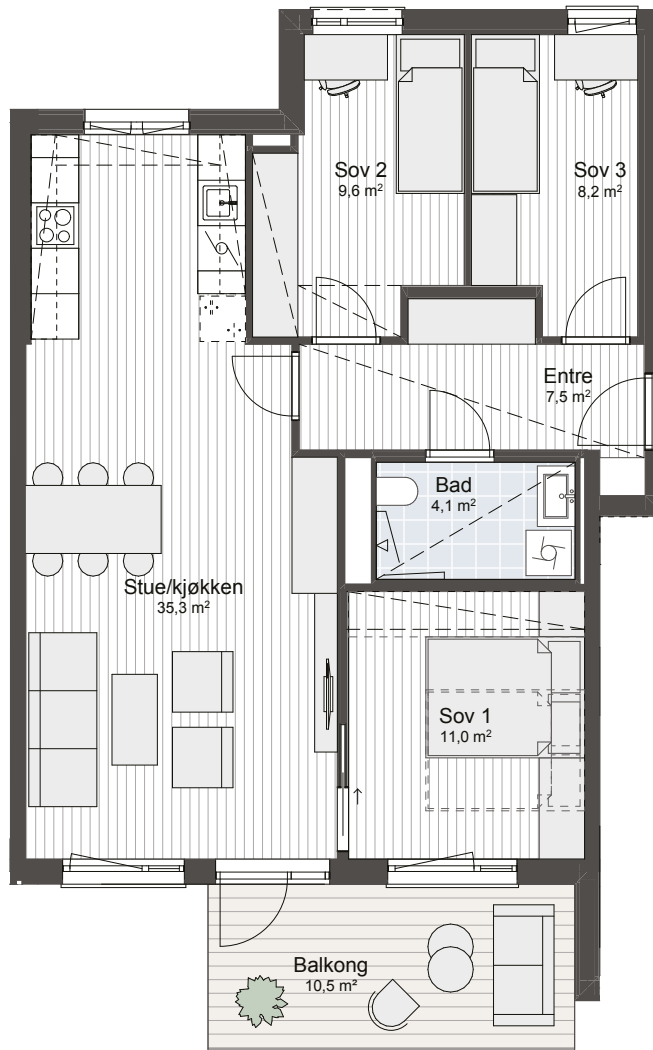 Sov 2
9,6 m²
Sov 3
8,2 m²
Entre
7,5 m²
Bad
4,1 m²
Stue/kjøkken
35,3 m²
Sov 1
11,0 m²
Balkong
10,5 m²